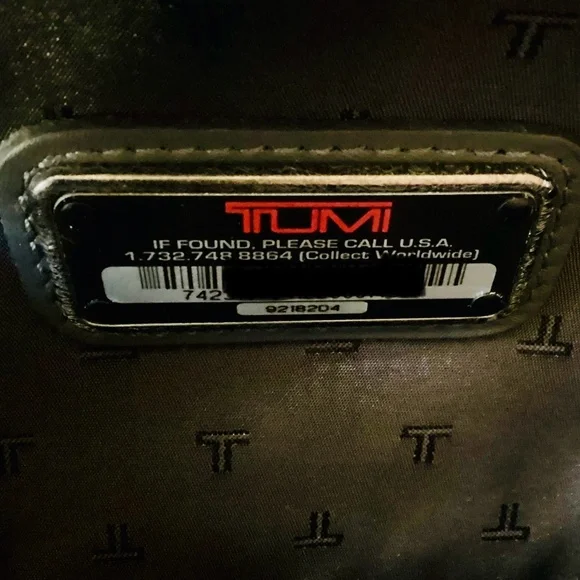 TUMI
IF FOUND, PLEASE CALL U.S.A.
1.732.748.8864 (Collect Worldwide)
742
9218204